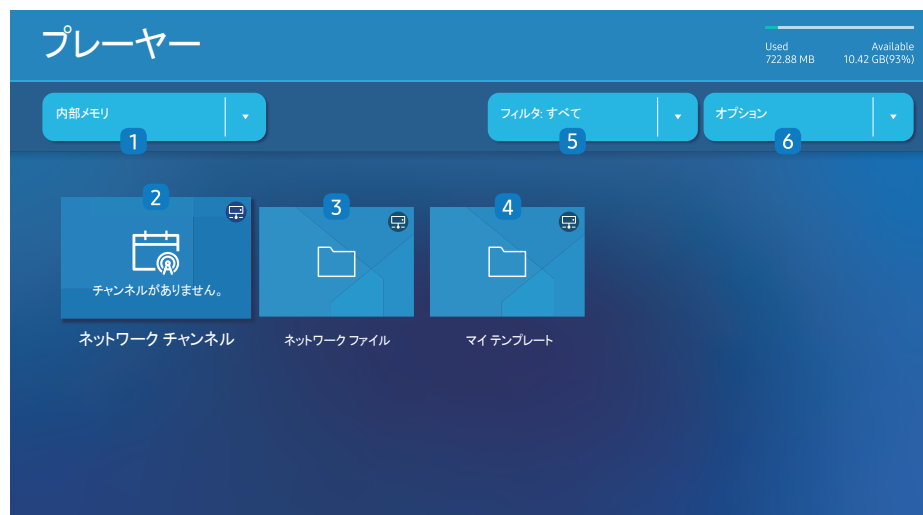 プレーヤー
Used
722.88 MB
Available
10.42 GB(93%)
内部メモリ
1
フィルタ: すべて
5
オプション
6
2
チャンネルがありません。
ネットワーク チャンネル
3
ネットワーク ファイル
4
マイ テンプレート